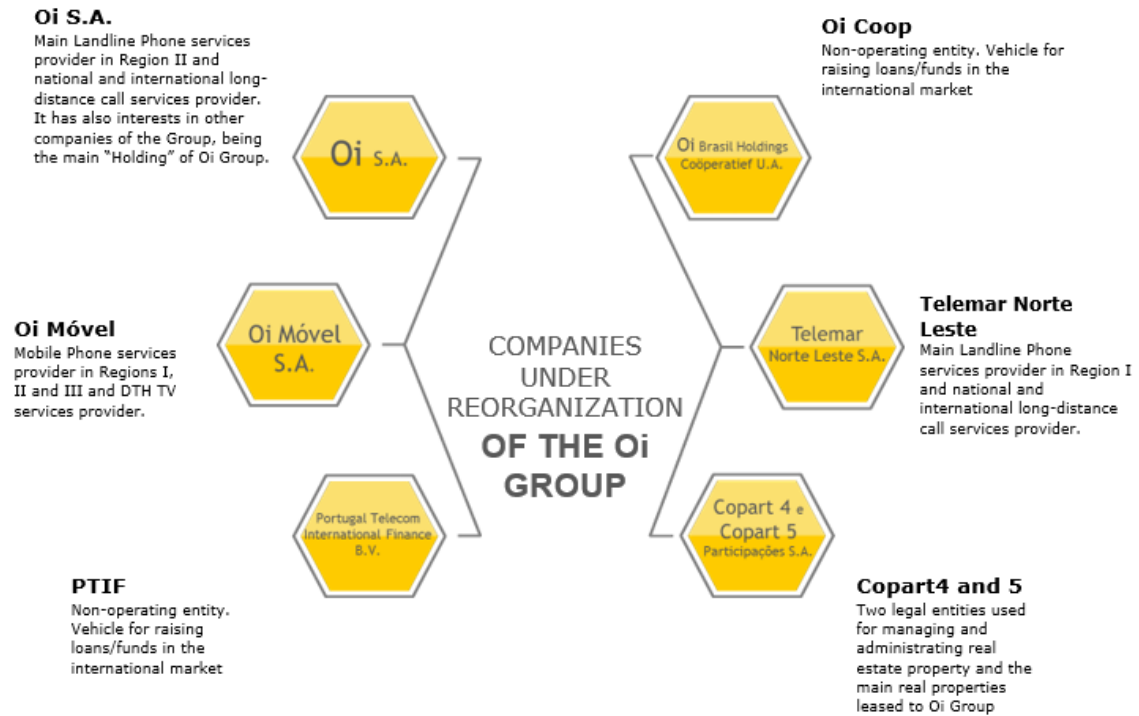 Oi S.A.
Main Landline Phone services
provider in Region II and
national and international long-
distance call services provider.
It has also interests in other
companies of the Group, being
the main “Holding” of Oi Group.
Oi S.A.
Oi Coop
Non-operating entity. Vehicle for
raising loans/funds in the
international market
Oi Brasil Holdings
Coöperatief U.A.
Oi Móvel
Mobile Phone services
provider in Regions I,
II and III and DTH TV
services provider.
Oi Móvel
S.A.
COMPANIES
UNDER
REORGANIZATION
OF THE Oi
GROUP
Telemar
Norte Leste S.A.
Telemar Norte
Leste
Main Landline Phone
services provider in Region I
and national and
international long-distance
call services provider.
Portugal Telecom
International Finance
B.V.
PTIF
Non-operating entity.
Vehicle for raising
loans/funds in the
international market
Copart 4 e
Copart 5
Participações S.A.
Copart4 and 5
Two legal entities used
for managing and
administrating real
estate property and the
main real properties
leased to Oi Group